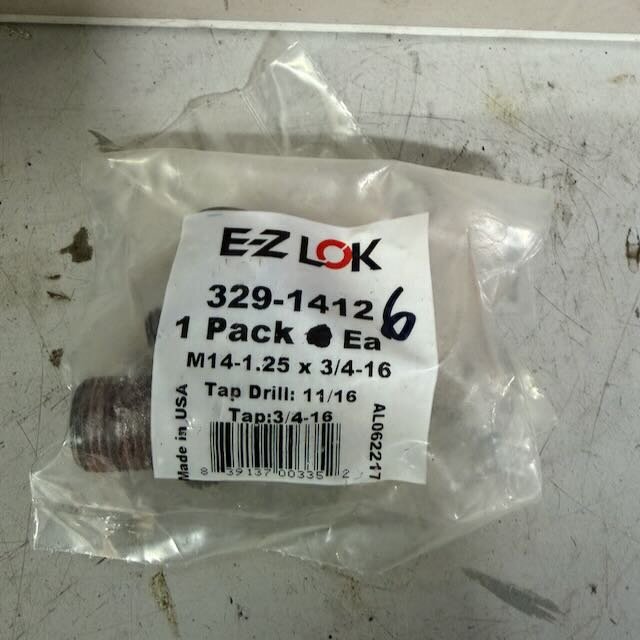 E-Z LOK
329-1412
6
1 Pack Ea
M14-1.25 x 3/4-16
Tap Drill: 11/16
Tap:3/4-16
Made in USA
AL062217
8 39137 00335 2